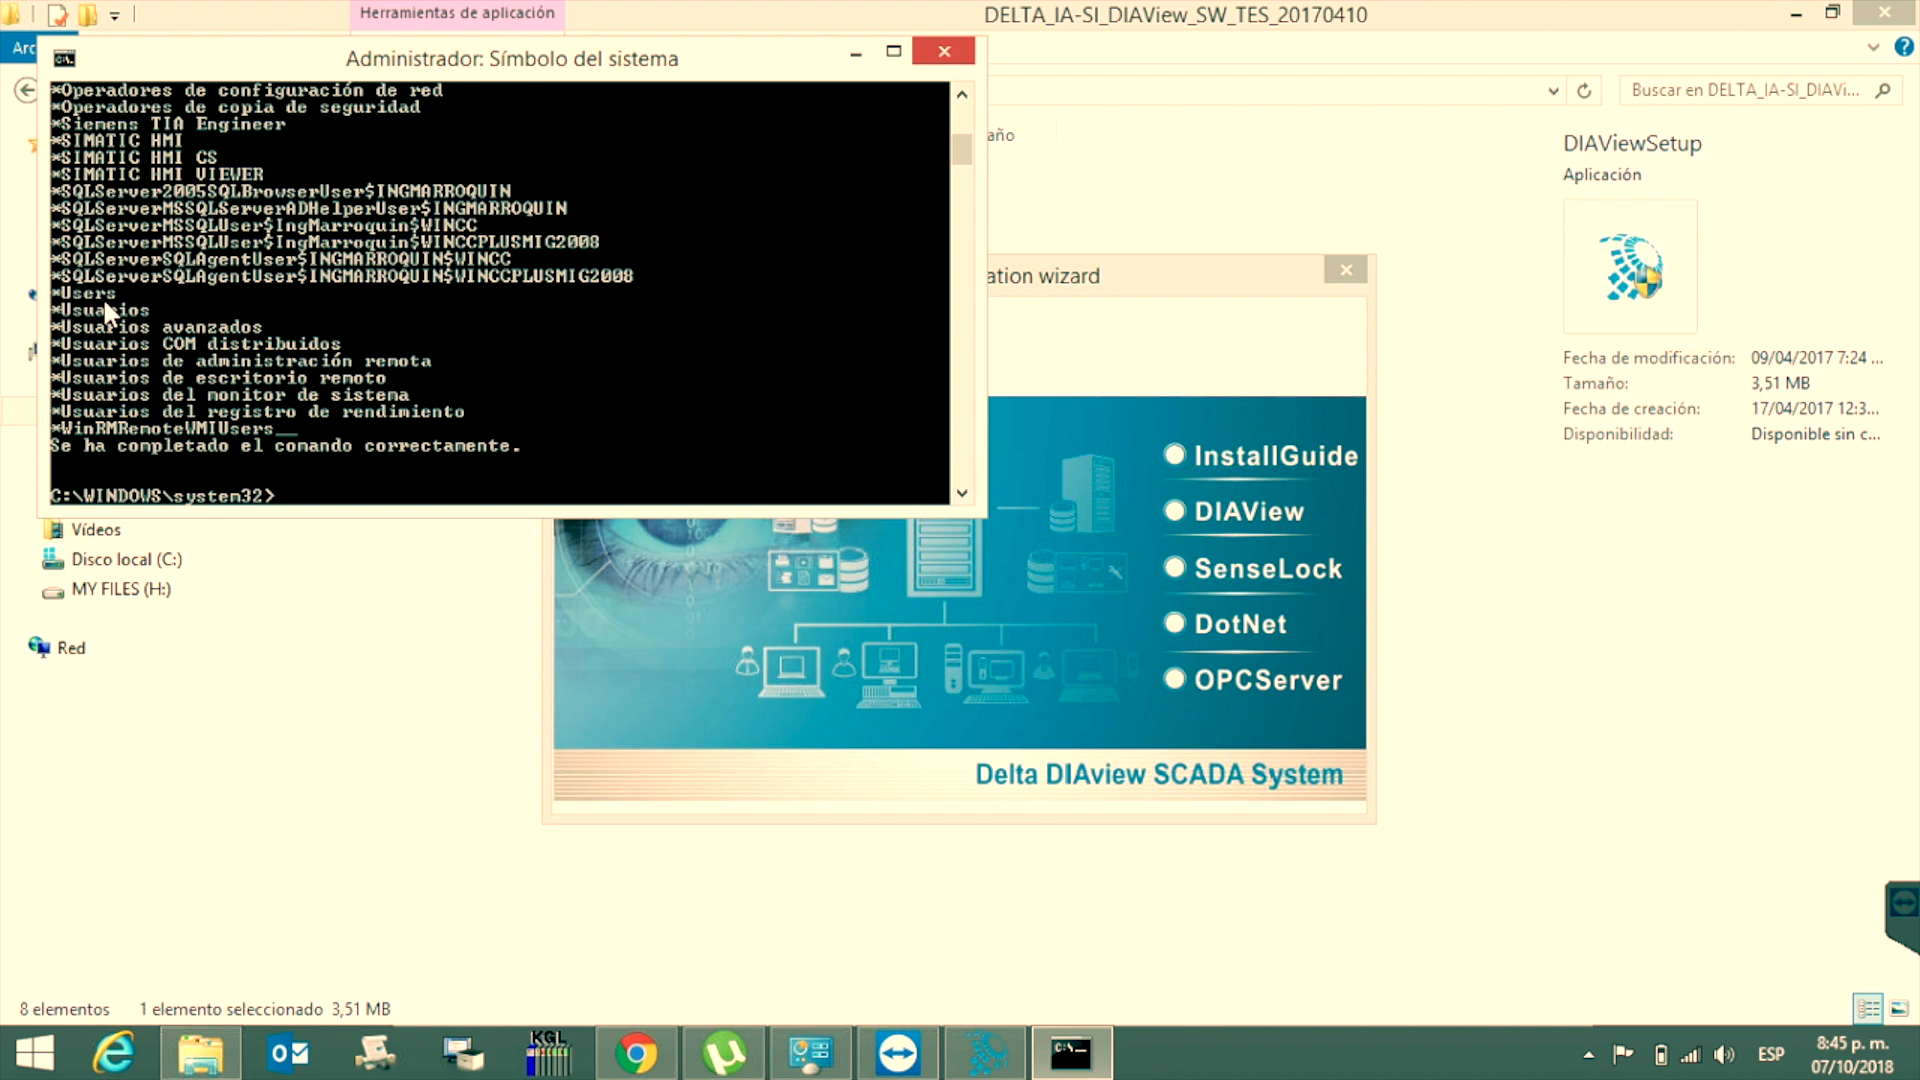 Herramientas de aplicación
DELTA_IA-SI_DIAView_SW_TES_20170410
Arc
Administrador: Símbolo del sistema
*Operadores de configuración de red
*Operadores de copia de seguridad
*Siemens TIA Engineer
*SIMATIC HMI
*SIMATIC HMI CS
*SIMATIC HMI VIEWER
*SQLServer2005SQLBrowserUser$INGMARROQUIN
*SQLServerMSSQLServerADHelperUser$INGMARROQUIN
*SQLServerMSSQLUser$IngMarroquin$WINCC
*SQLServerMSSQLUser$IngMarroquin$WINCCPLUSMIG2008
*SQLServerSQLAgentUser$INGMARROQUIN$WINCC
*SQLServerSQLAgentUser$INGMARROQUIN$WINCCPLUSMIG2008
*Users
*Usuarios
*Usuarios avanzados
*Usuarios COM distribuidos
*Usuarios de administración remota
*Usuarios de escritorio remoto
*Usuarios del monitor de sistema
*Usuarios del registro de rendimiento
*WinRMRemoteWMIUsers__
Se ha completado el comando correctamente.
C:\WINDOWS\system32>
Buscar en DELTA_IA-SI_DIAVi...
año
ation wizard
InstallGuide
DIAView
SenseLock
DotNet
OPCServer
Delta DIAview SCADA System
DIAViewSetup
Aplicación
Fecha de modificación: 09/04/2017 7:24 ...
Tamaño: 3,51 MB
Fecha de creación: 17/04/2017 12:3...
Disponibilidad: Disponible sin c...
Vídeos
Disco local (C:)
MY FILES (H:)
Red
8 elementos 1 elemento seleccionado 3,51 MB
KGL
ESP
8:45 p. m.
07/10/2018